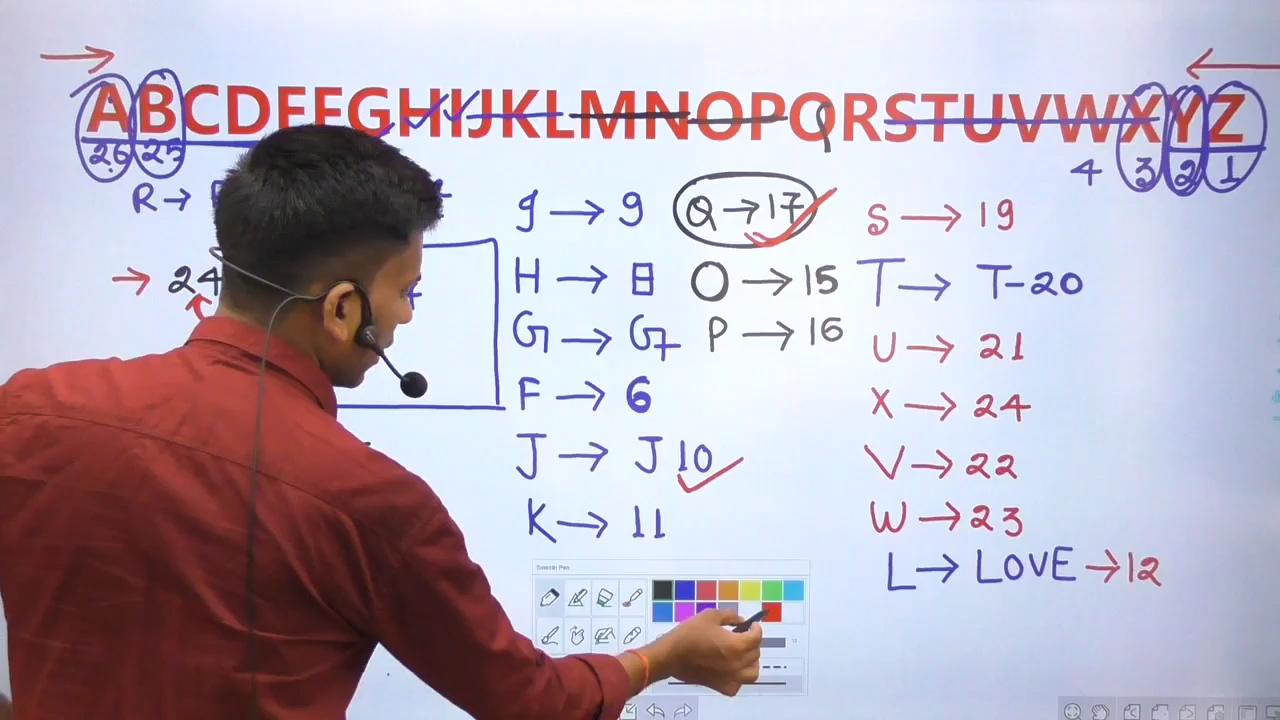 ABCDEFGHIJKLMNOPQRSTUVWXYZ
26 25 4 3 2 1
R →
g → 9 Q → 17 S → 19
→ 24 H → 8 O → 15 T → T-20
G → G7 P → 16 U → 21
F → 6 X → 24
J → J 10 V → 22
K → 11 W → 23
L → LOVE → 12